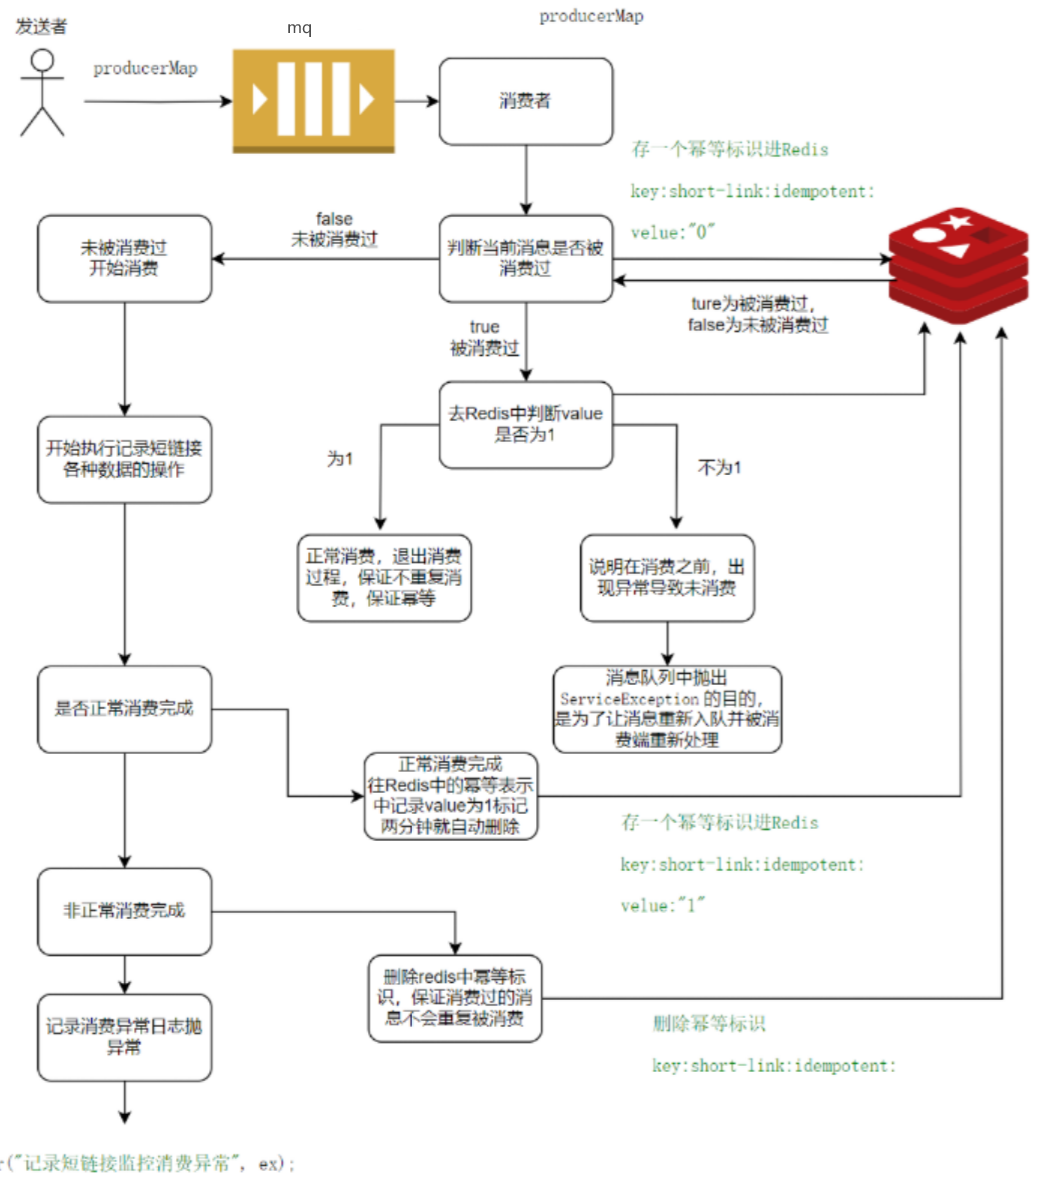 发送者
mq
producerMap
producerMap
消费者
存一个幂等标识进Redis
key:short-link:idempotent:
velue:"0"
false
未被消费过
未被消费过
开始消费
判断当前消息是否被
消费过
ture为被消费过，
false为未被消费过
true
被消费过
去Redis中判断value
是否为1
开始执行记录短链接
各种数据的操作
为1
不为1
正常消费，退出消费
过程，保证不重复消
费，保证幂等
说明在消费之前，出
现异常导致未消费
消息队列中抛出
ServiceException 的目的，
是为了让消息重新入队并被消
费端重新处理
是否正常消费完成
正常消费完成
往Redis中的幂等表示
中记录value为1标记
两分钟就自动删除
存一个幂等标识进Redis
key:short-link:idempotent:
velue:"1"
非正常消费完成
删除redis中幂等标
识，保证消费过的消
息不会重复被消费
记录消费异常日志抛
异常
删除幂等标识
key:short-link:idempotent:
r("记录短链接监控消费异常", ex);